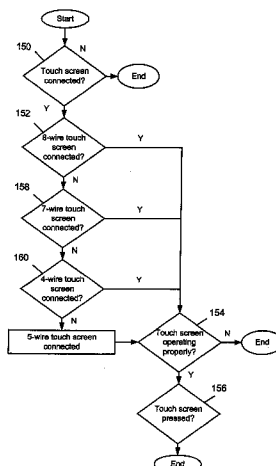 Start
150
N
Touch screen
connected?
End
Y
152
8-wire touch
screen
connected?
Y
N
158
7-wire touch
screen
connected?
Y
N
160
4-wire touch
screen
connected?
Y
N
154
5-wire touch screen
connected
Touch screen
operating
properly?
N
End
Y
156
Touch screen
pressed?
End